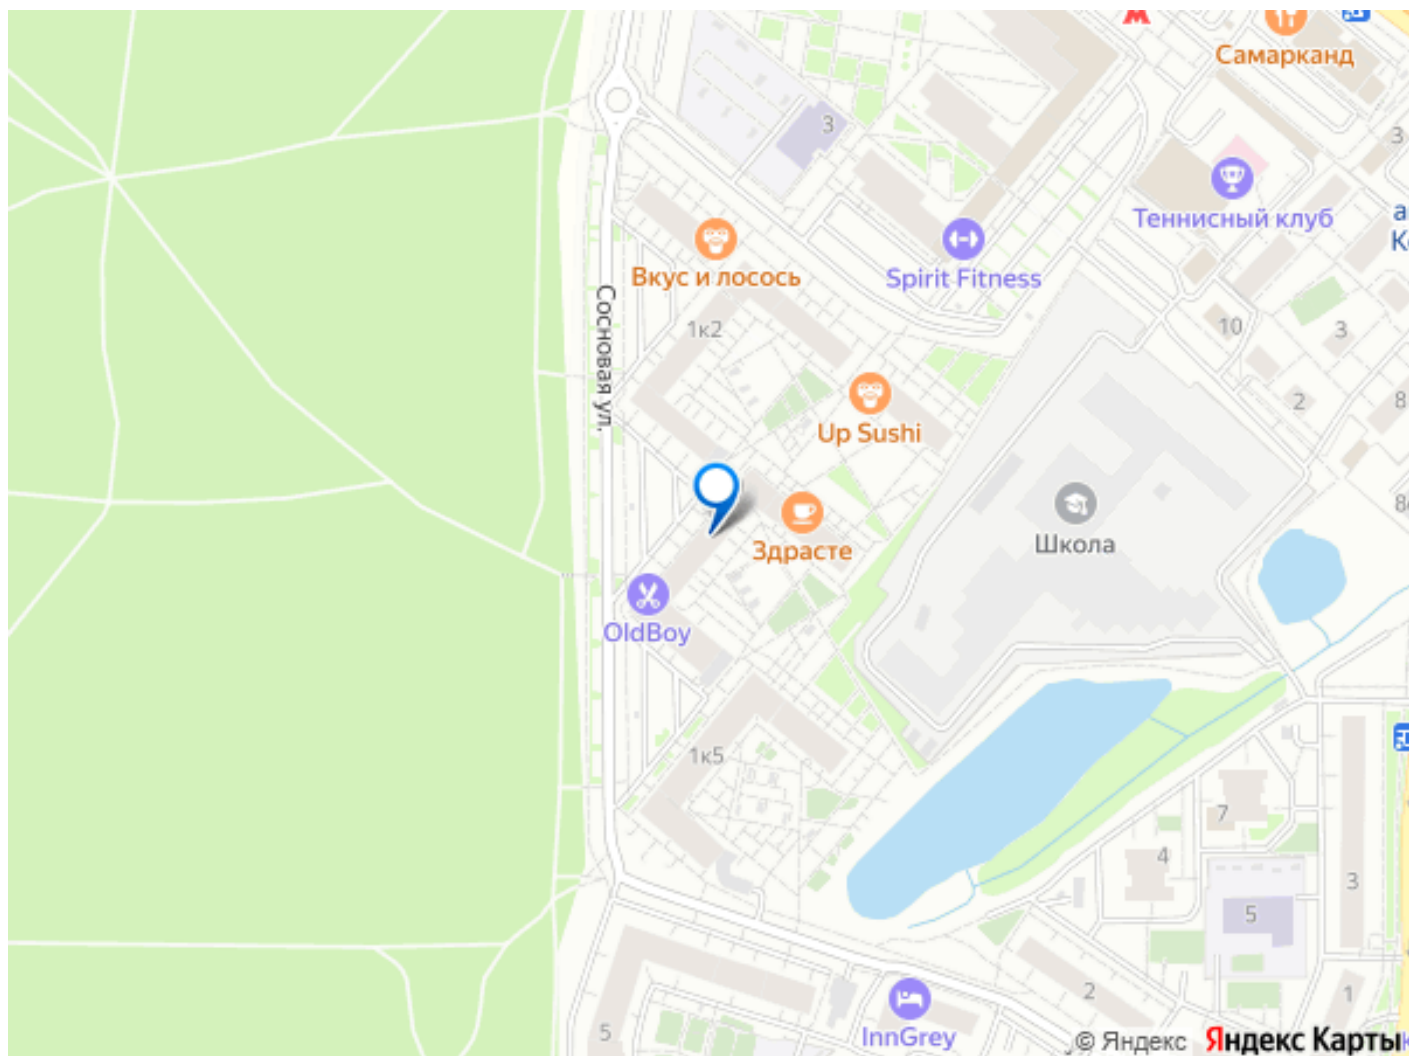 Самарканд
3
3
Теннисный клуб
Вкус и лосось
Spirit Fitness
Сосновая ул.
1к2
10
3
2
8
Up Sushi
Здрасте
Школа
OldBoy
1к5
7
4
3
5
2
1
5
InnGrey
© Яндекс
Яндекс Карты